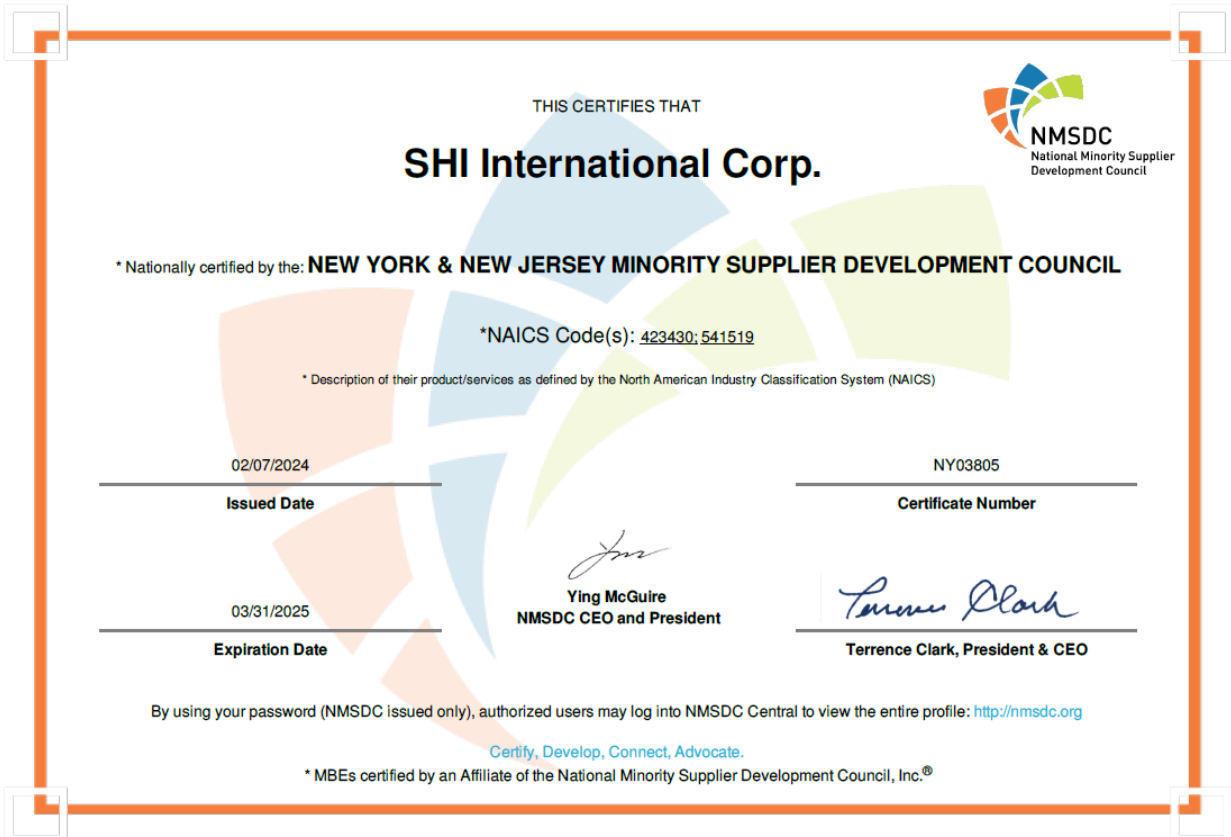 THIS CERTIFIES THAT
NMSDC
National Minority Supplier
Development Council
SHI International Corp.
* Nationally certified by the: NEW YORK & NEW JERSEY MINORITY SUPPLIER DEVELOPMENT COUNCIL
*NAICS Code(s): 423430; 541519
* Description of their product/services as defined by the North American Industry Classification System (NAICS)
02/07/2024
Issued Date
NY03805
Certificate Number
Ying McGuire
NMSDC CEO and President
03/31/2025
Expiration Date
Terrence Clark
Terrence Clark, President & CEO
By using your password (NMSDC issued only), authorized users may log into NMSDC Central to view the entire profile: http://nmsdc.org
Certify, Develop, Connect, Advocate.
* MBEs certified by an Affiliate of the National Minority Supplier Development Council, Inc.®